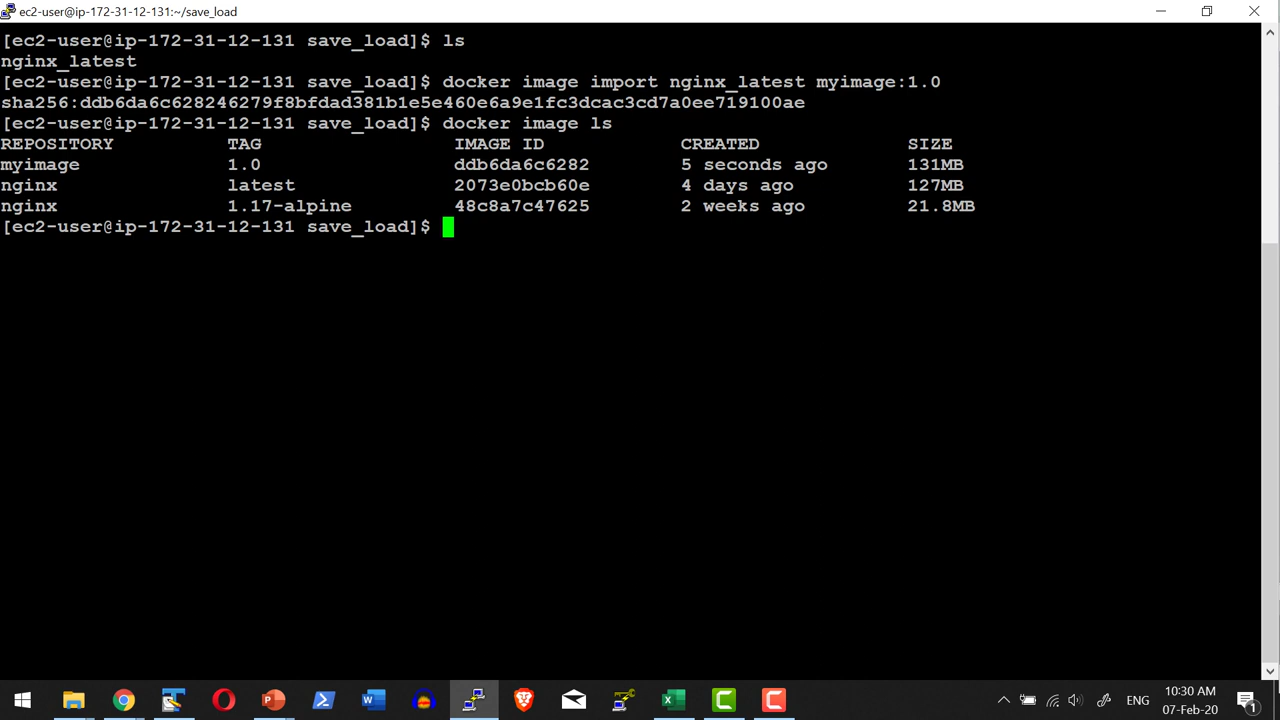 ec2-user@ip-172-31-12-131:~/save_load
[ec2-user@ip-172-31-12-131 save_load]$ ls
nginx_latest
[ec2-user@ip-172-31-12-131 save_load]$ docker image import nginx_latest myimage:1.0
sha256:ddb6da6c628246279f8bfdad381b1e5e460e6a9e1fc3dcac3cd7a0ee719100ae
[ec2-user@ip-172-31-12-131 save_load]$ docker image ls
REPOSITORY TAG IMAGE ID CREATED SIZE
myimage 1.0 ddb6da6c6282 5 seconds ago 131MB
nginx latest 2073e0bcb60e 4 days ago 127MB
nginx 1.17-alpine 48c8a7c47625 2 weeks ago 21.8MB
[ec2-user@ip-172-31-12-131 save_load]$
ENG
10:30 AM
07-Feb-20
1